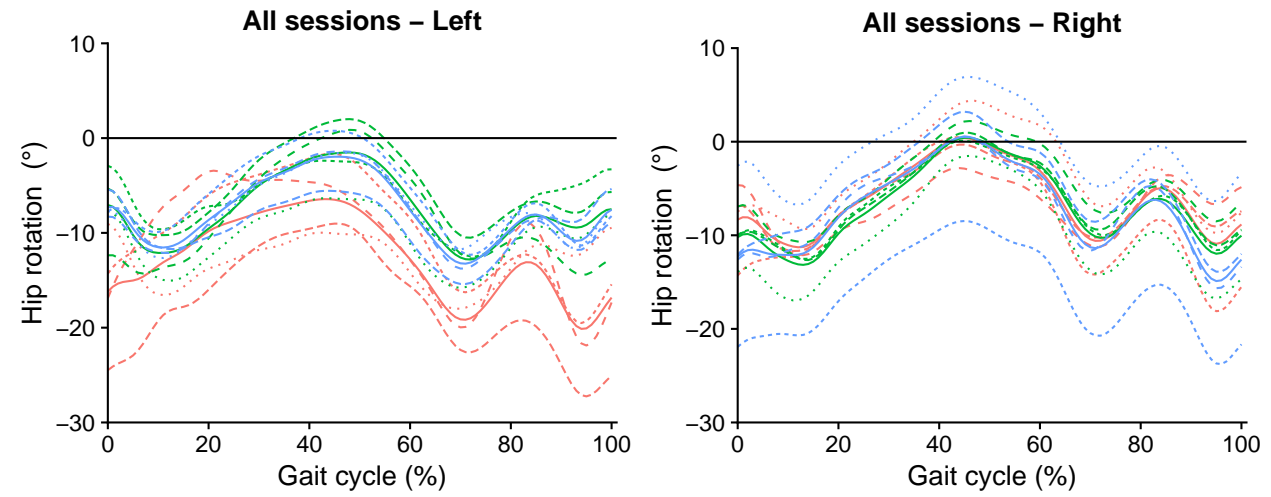 All sessions – Left
10
0
–10
–20
–30
0 20 40 60 80 100
Gait cycle (%)
Hip rotation (°)
All sessions – Right
10
0
–10
–20
–30
0 20 40 60 80 100
Gait cycle (%)
Hip rotation (°)